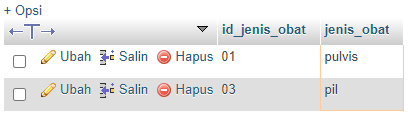 + Opsi
id_jenis_obat jenis_obat
Ubah Salin Hapus 01 pulvis
Ubah Salin Hapus 03 pil